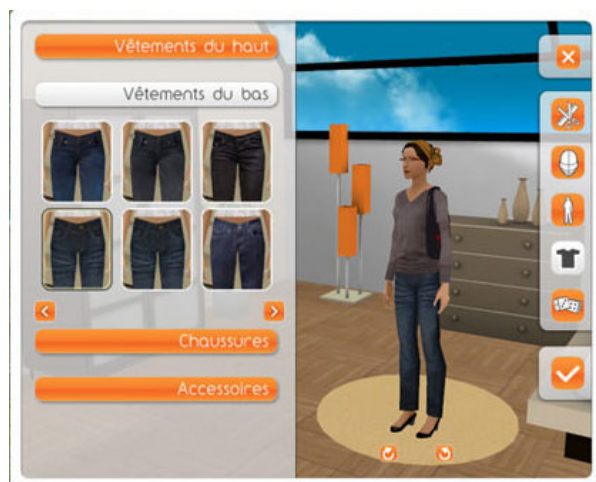 Vêtements du haut
Vêtements du bas
Chaussures
Accessoires